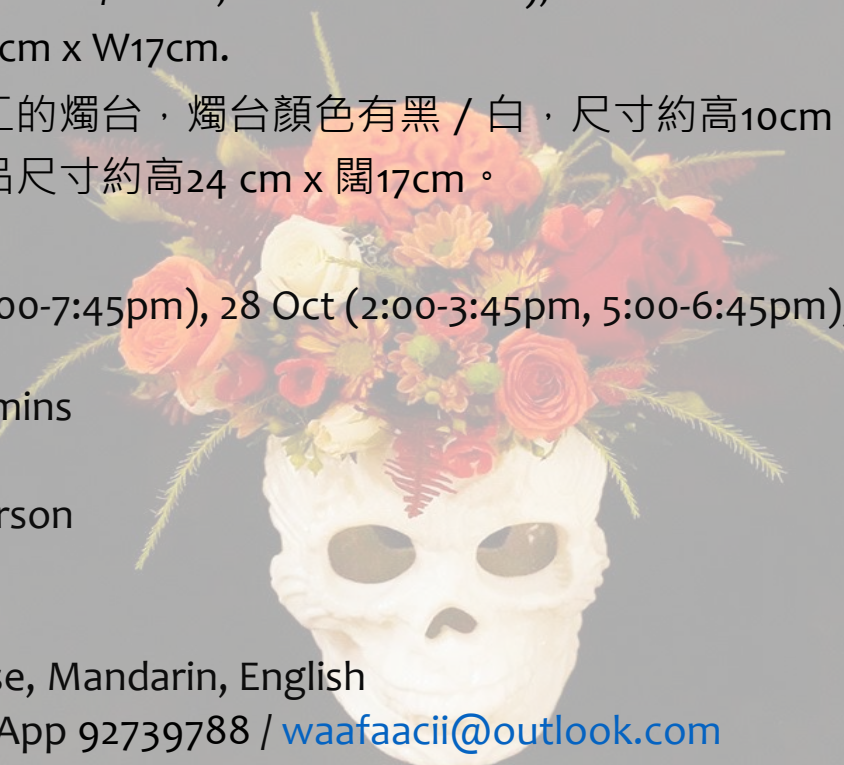 cm x W17cm.
的燭台，燭台顏色有黑 / 白，尺寸約高10cm
尺寸約高24 cm x 闊17cm。
00-7:45pm), 28 Oct (2:00-3:45pm, 5:00-6:45pm),
mins
rson
se, Mandarin, English
App 92739788 / waafaacii@outlook.com